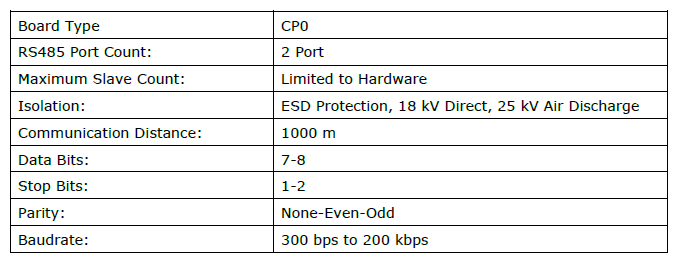 Board Type CP0
RS485 Port Count: 2 Port
Maximum Slave Count: Limited to Hardware
Isolation: ESD Protection, 18 kV Direct, 25 kV Air Discharge
Communication Distance: 1000 m
Data Bits: 7-8
Stop Bits: 1-2
Parity: None-Even-Odd
Baudrate: 300 bps to 200 kbps